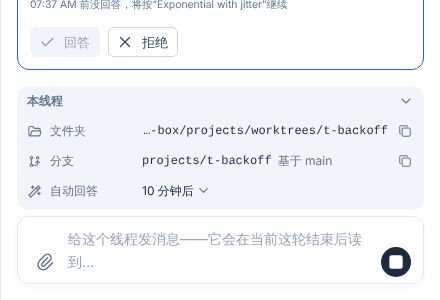 07:37 AM 前没回答，将按“Exponential with jitter”继续
回答
拒绝
本线程
文件夹 …-box/projects/worktrees/t-backoff
分支 projects/t-backoff 基于 main
自动回答 10 分钟后
给这个线程发消息——它会在当前这轮结束后读
到...